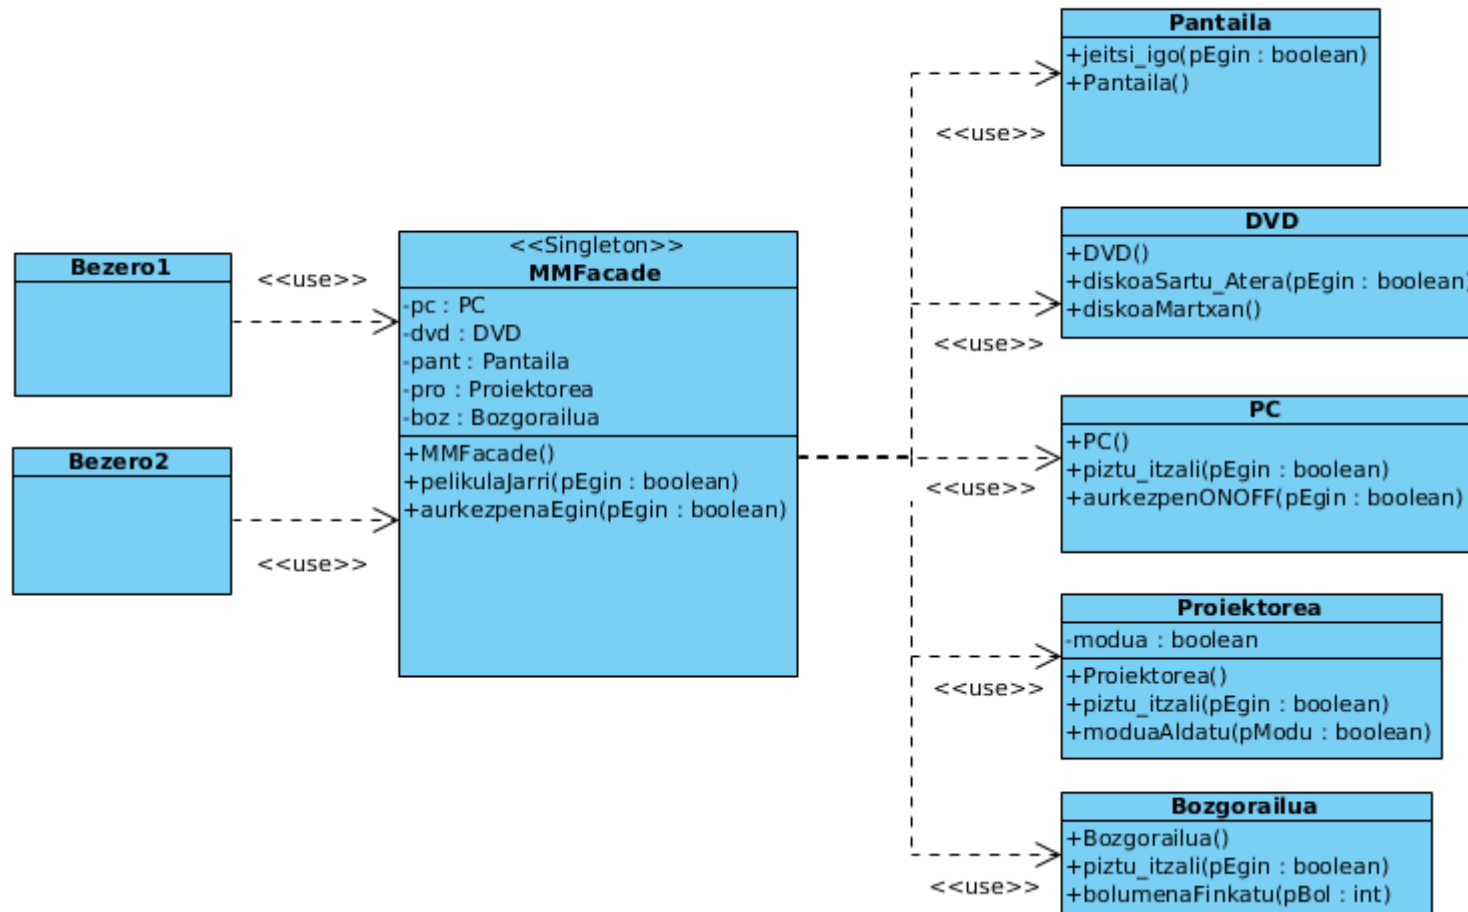 Bezero1
<<use>>
Bezero2
<<use>>
<<Singleton>>
MMFacade
-pc : PC
-dvd : DVD
-pant : Pantaila
-pro : Proiektorea
-boz : Bozgorailua
+MMFacade()
+pelikulaJarri(pEgin : boolean)
+aurkezpenaEgin(pEgin : boolean)
Pantaila
+jeitsi_igo(pEgin : boolean)
+Pantaila()
<<use>>
DVD
+DVD()
+diskoaSartu_Atera(pEgin : boolean)
+diskoaMartxan()
<<use>>
PC
+PC()
+piztu_itzali(pEgin : boolean)
+aurkezpenONOFF(pEgin : boolean)
<<use>>
Proiektorea
-modua : boolean
+Proiektorea()
+piztu_itzali(pEgin : boolean)
+moduaAldatu(pModu : boolean)
<<use>>
Bozgorailua
+Bozgorailua()
+piztu_itzali(pEgin : boolean)
+bolumenaFinkatu(pBol : int)
<<use>>